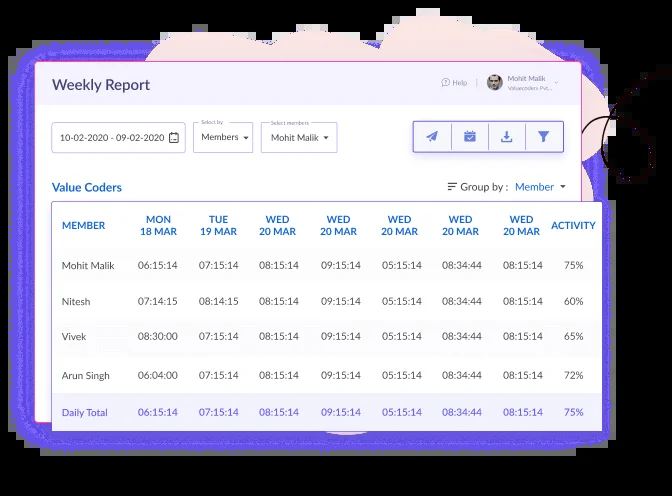 Weekly Report
Help
Mohit Malik
Valuecoders Pvt...
Select by
Select members
10-02-2020 - 09-02-2020
Members
Mohit Malik
Value Coders
Group by: Member
MEMBER MON 18 MAR TUE 19 MAR WED 20 MAR WED 20 MAR WED 20 MAR WED 20 MAR WED 20 MAR ACTIVITY
Mohit Malik 06:15:14 07:15:14 08:15:14 09:15:14 05:15:14 08:34:44 08:15:14 75%
Nitesh 07:14:15 08:14:15 08:15:14 09:15:14 05:15:14 08:34:44 08:15:14 60%
Vivek 08:30:00 07:15:14 08:15:14 09:15:14 05:15:14 08:34:44 08:15:14 65%
Arun Singh 06:04:00 07:15:14 08:15:14 09:15:14 05:15:14 08:34:44 08:15:14 72%
Daily Total 06:15:14 07:15:14 08:15:14 09:15:14 05:15:14 08:34:44 08:15:14 75%